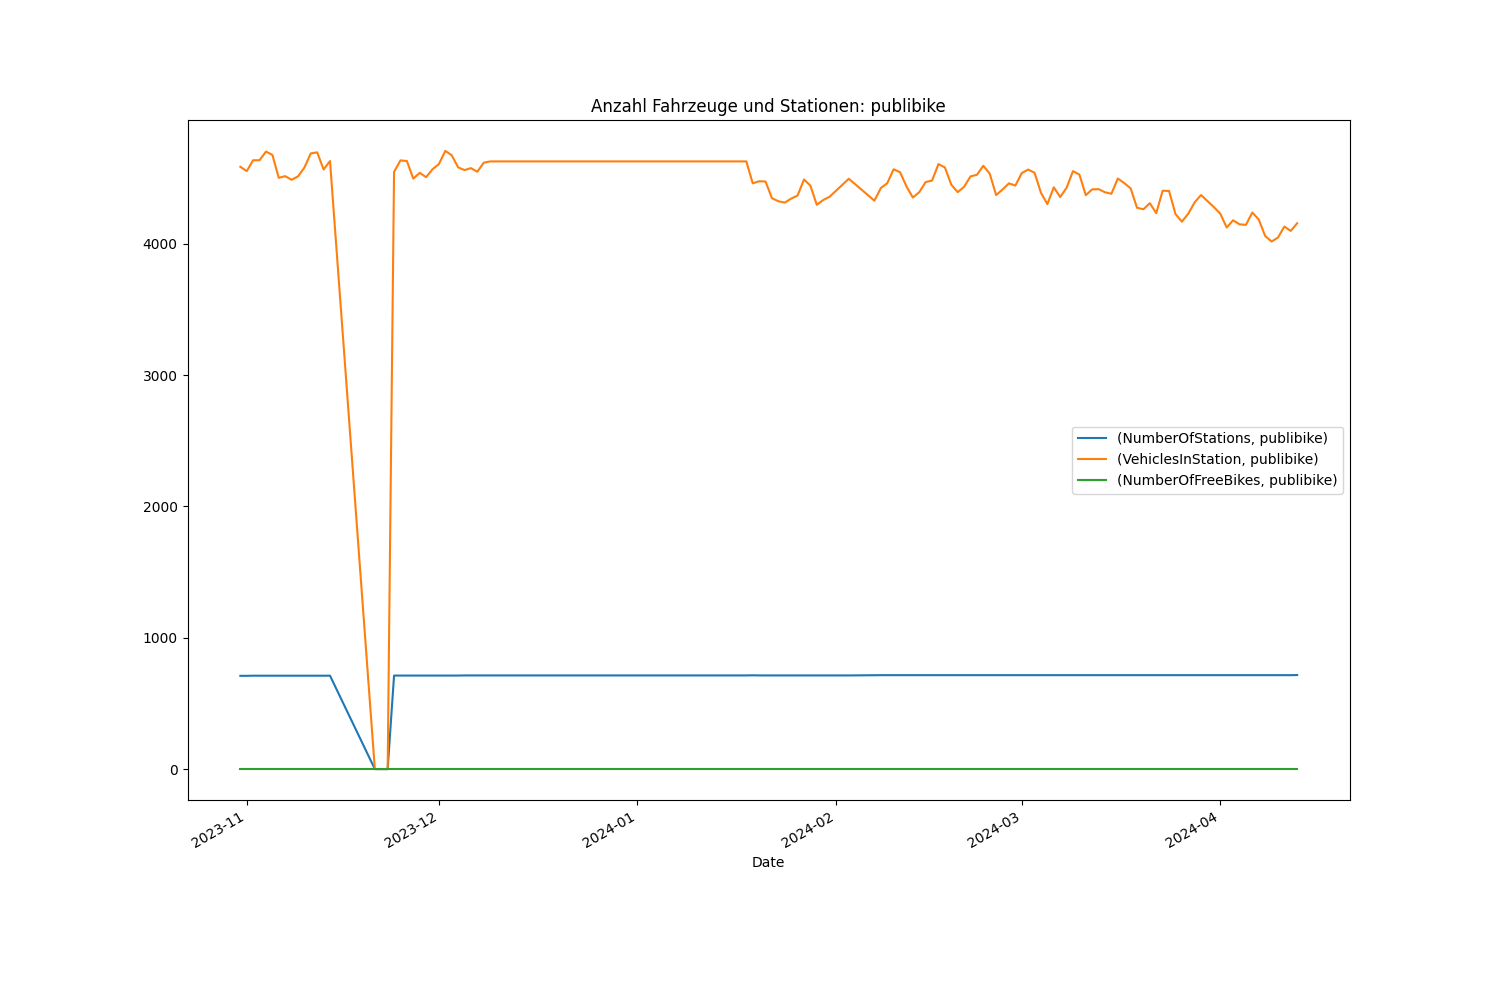 Anzahl Fahrzeuge und Stationen: publibike
4000
3000
2000
1000
0
(NumberOfStations, publibike)
(VehiclesInStation, publibike)
(NumberOfFreeBikes, publibike)
2023-11
2023-12
2024-01
2024-02
2024-03
2024-04
Date